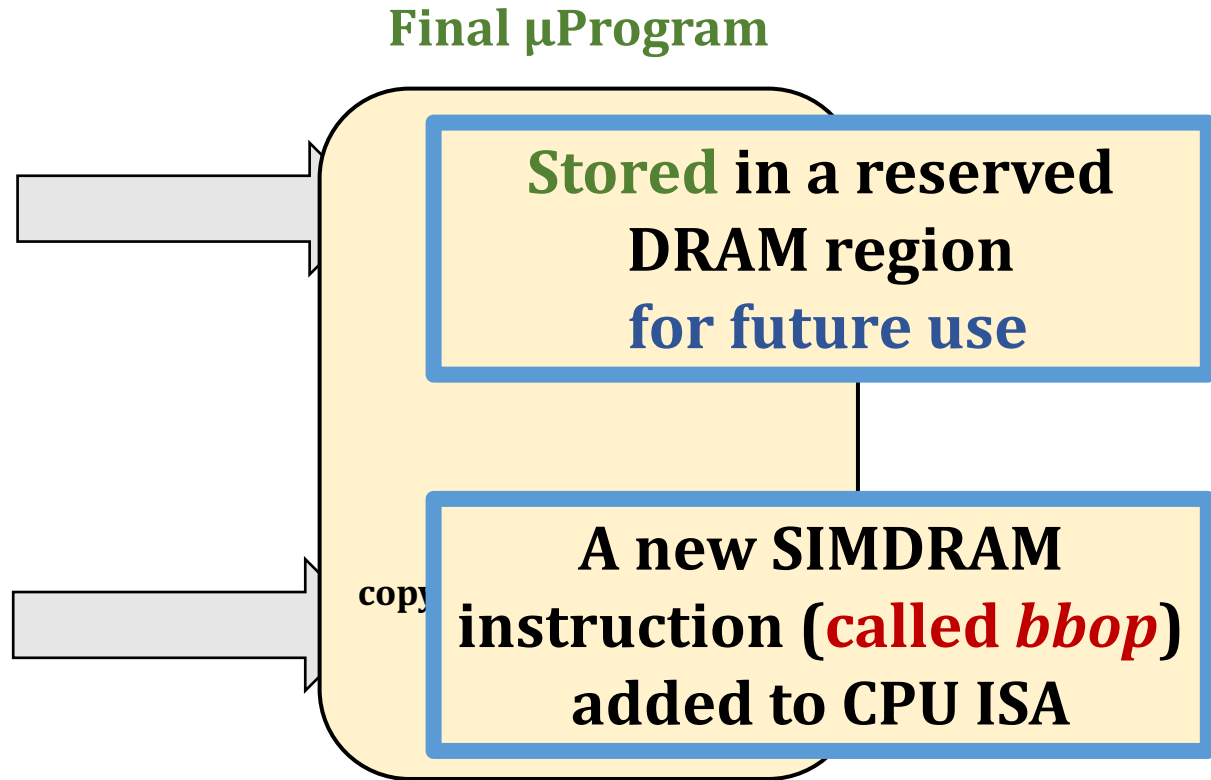 Final μProgram
Stored in a reserved
DRAM region
for future use
A new SIMDRAM
copy
instruction (called bbop)
added to CPU ISA